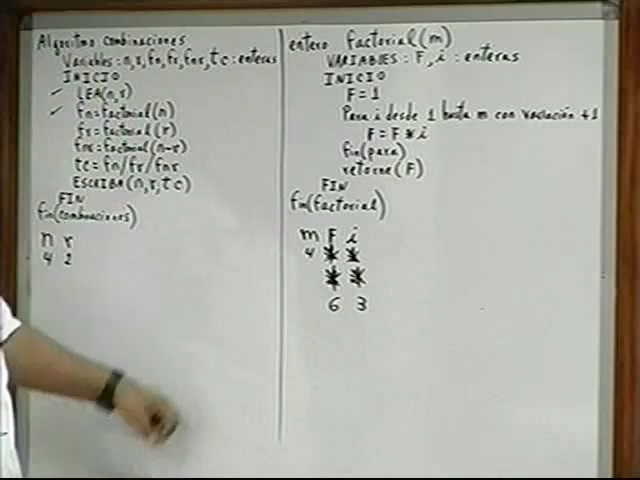 Algoritmo combinaciones
Variables: n,r,fn,fr,fnr,tc: enteras
INICIO
LEA(n,r)
fn=factorial(n)
fr=factorial(r)
fnr=factorial(n-r)
tc=fn/fr/fnr
ESCRIBA(n,r,tc)
FIN
fin(combinaciones)
n r
4 2
entero factorial(m)
VARIABLES: F, i: enteras
INICIO
F=1
Para i desde 1 hasta m con variación +1
F=F*i
fin(para)
retorne(F)
FIN
fin(factorial)
m F i
4
6 3